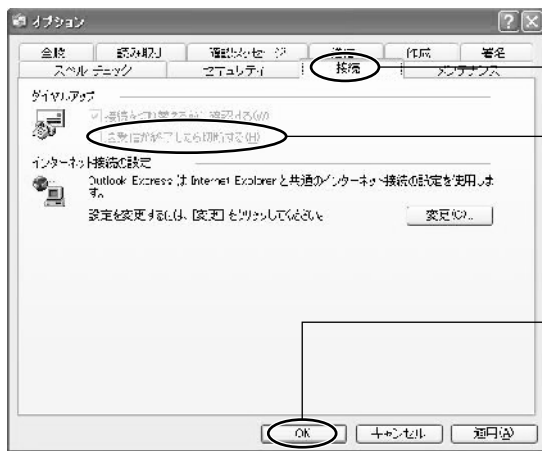 オプション
全般 読み取り 確認メッセージ 送信 作成 署名
スペル チェック セキュリティ 接続 メンテナンス
ダイヤルアップ
接続を切り替える前に確認する(W)
送受信が終了したら切断する(H)
インターネット接続の設定
Outlook Express は Internet Explorer と共通のインターネット接続の設定を使用しま
す。
設定を変更するには、[変更] をクリックしてください。
変更(C)...
OK キャンセル 適用(A)